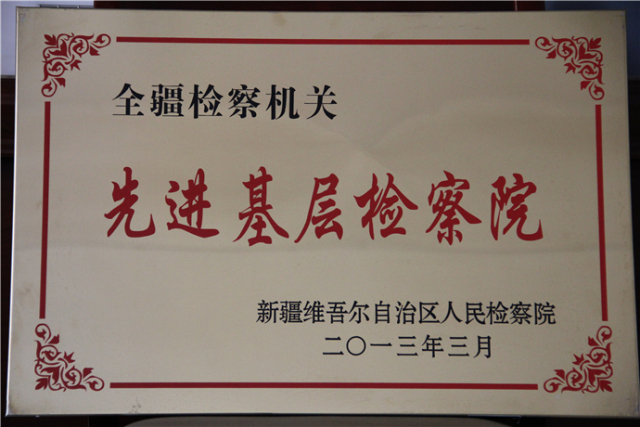 全疆检察机关
先进基层检察院
新疆维吾尔自治区人民检察院
二〇一三年三月